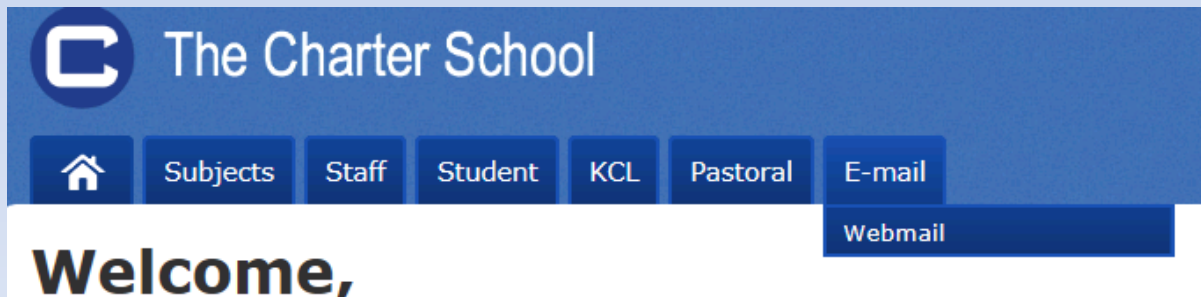 C The Charter School
Subjects Staff Student KCL Pastoral E-mail
Webmail
Welcome,